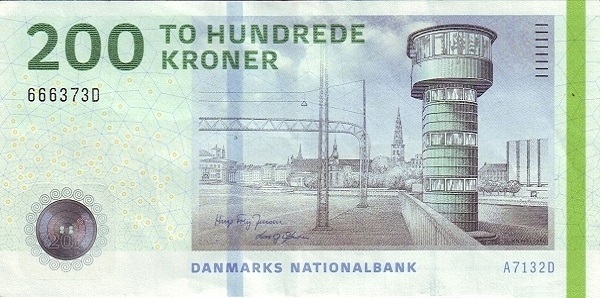 200 TO HUNDREDE
KRONER
666373D
DANMARKS NATIONALBANK
A7132D